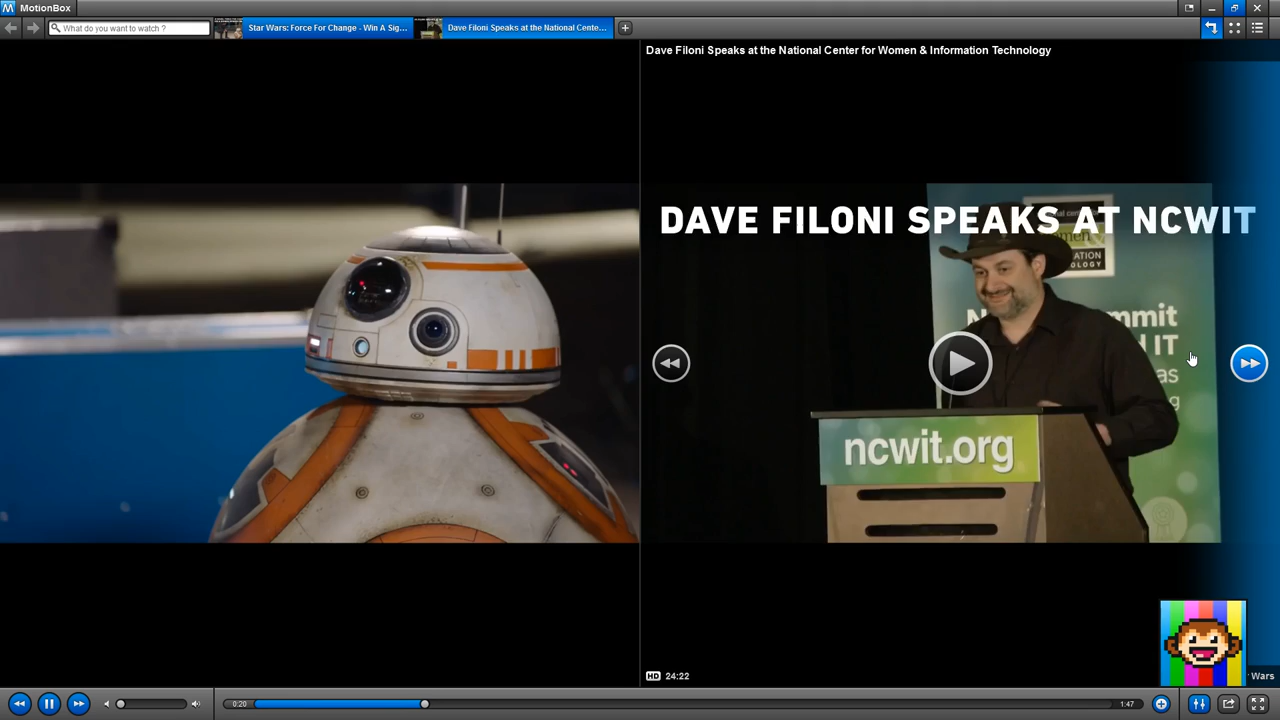 MotionBox
What do you want to watch ?
Star Wars: Force For Change - Win A Sig...
Dave Filoni Speaks at the National Cente...
Dave Filoni Speaks at the National Center for Women & Information Technology
DAVE FILONI SPEAKS AT NCWIT
ncwit.org
HD 24:22
Wars
0:20
1:47